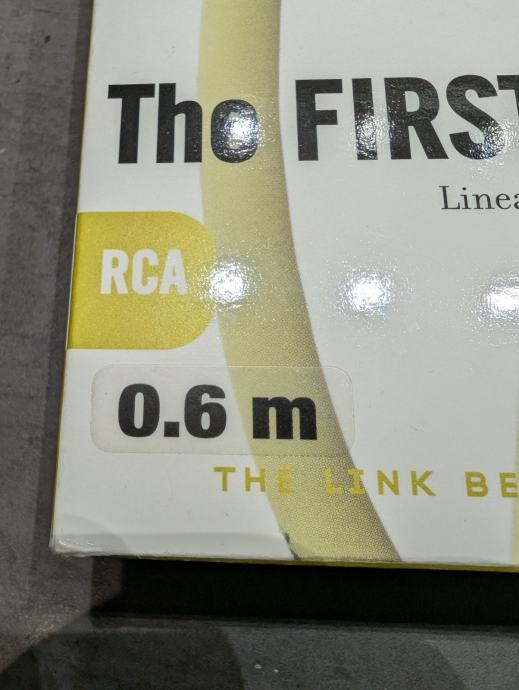 The FIRST
Linea
RCA
0.6 m
THE LINK BE